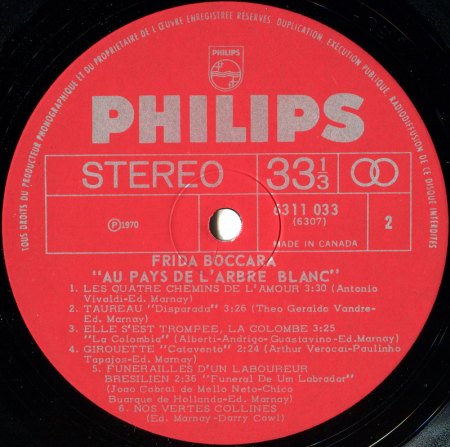 TOUS DROITS DU PRODUCTEUR PHONOGRAPHIQUE ET DU PROPRIETAIRE DE L'ŒUVRE ENREGISTREE RESERVES. DUPLICATION, EXECUTION PUBLIQUE, RADIODIFFUSION DE CE DISQUE INTERDITES
PHILIPS
PHILIPS
STEREO 33 1/3
Ⓟ1970
6311 033
(6307)
2
MADE IN CANADA
FRIDA BOCCARA
"AU PAYS DE L'ARBRE BLANC"
1. LES QUATRE CHEMINS DE L'AMOUR 3:30 (Antonio
Vivaldi-Ed. Marnay)
2. TAUREAU "Disparada" 3:26 (Theo Geraldo Vandre-
Ed. Marnay)
3. ELLE S'EST TROMPEE, LA COLOMBE 3:25
"La Colombia" (Alberti-Andrigo-Guastavino-Ed.Marnay)
4. GIROUETTE "Catavento" 2:24 (Arthur Verocai-Paulinho
Tapajos-Ed. Marnay)
5. FUNERAILLES D'UN LABOUREUR
BRESILIEN 2:36 "Funeral De Um Labrador"
(Joao Cabral de Mello Neto-Chico
Buarque de Hollanda-Ed. Marnay)
6. NOS VERTES COLLINES
(Ed. Marnay-Darry Cowl)